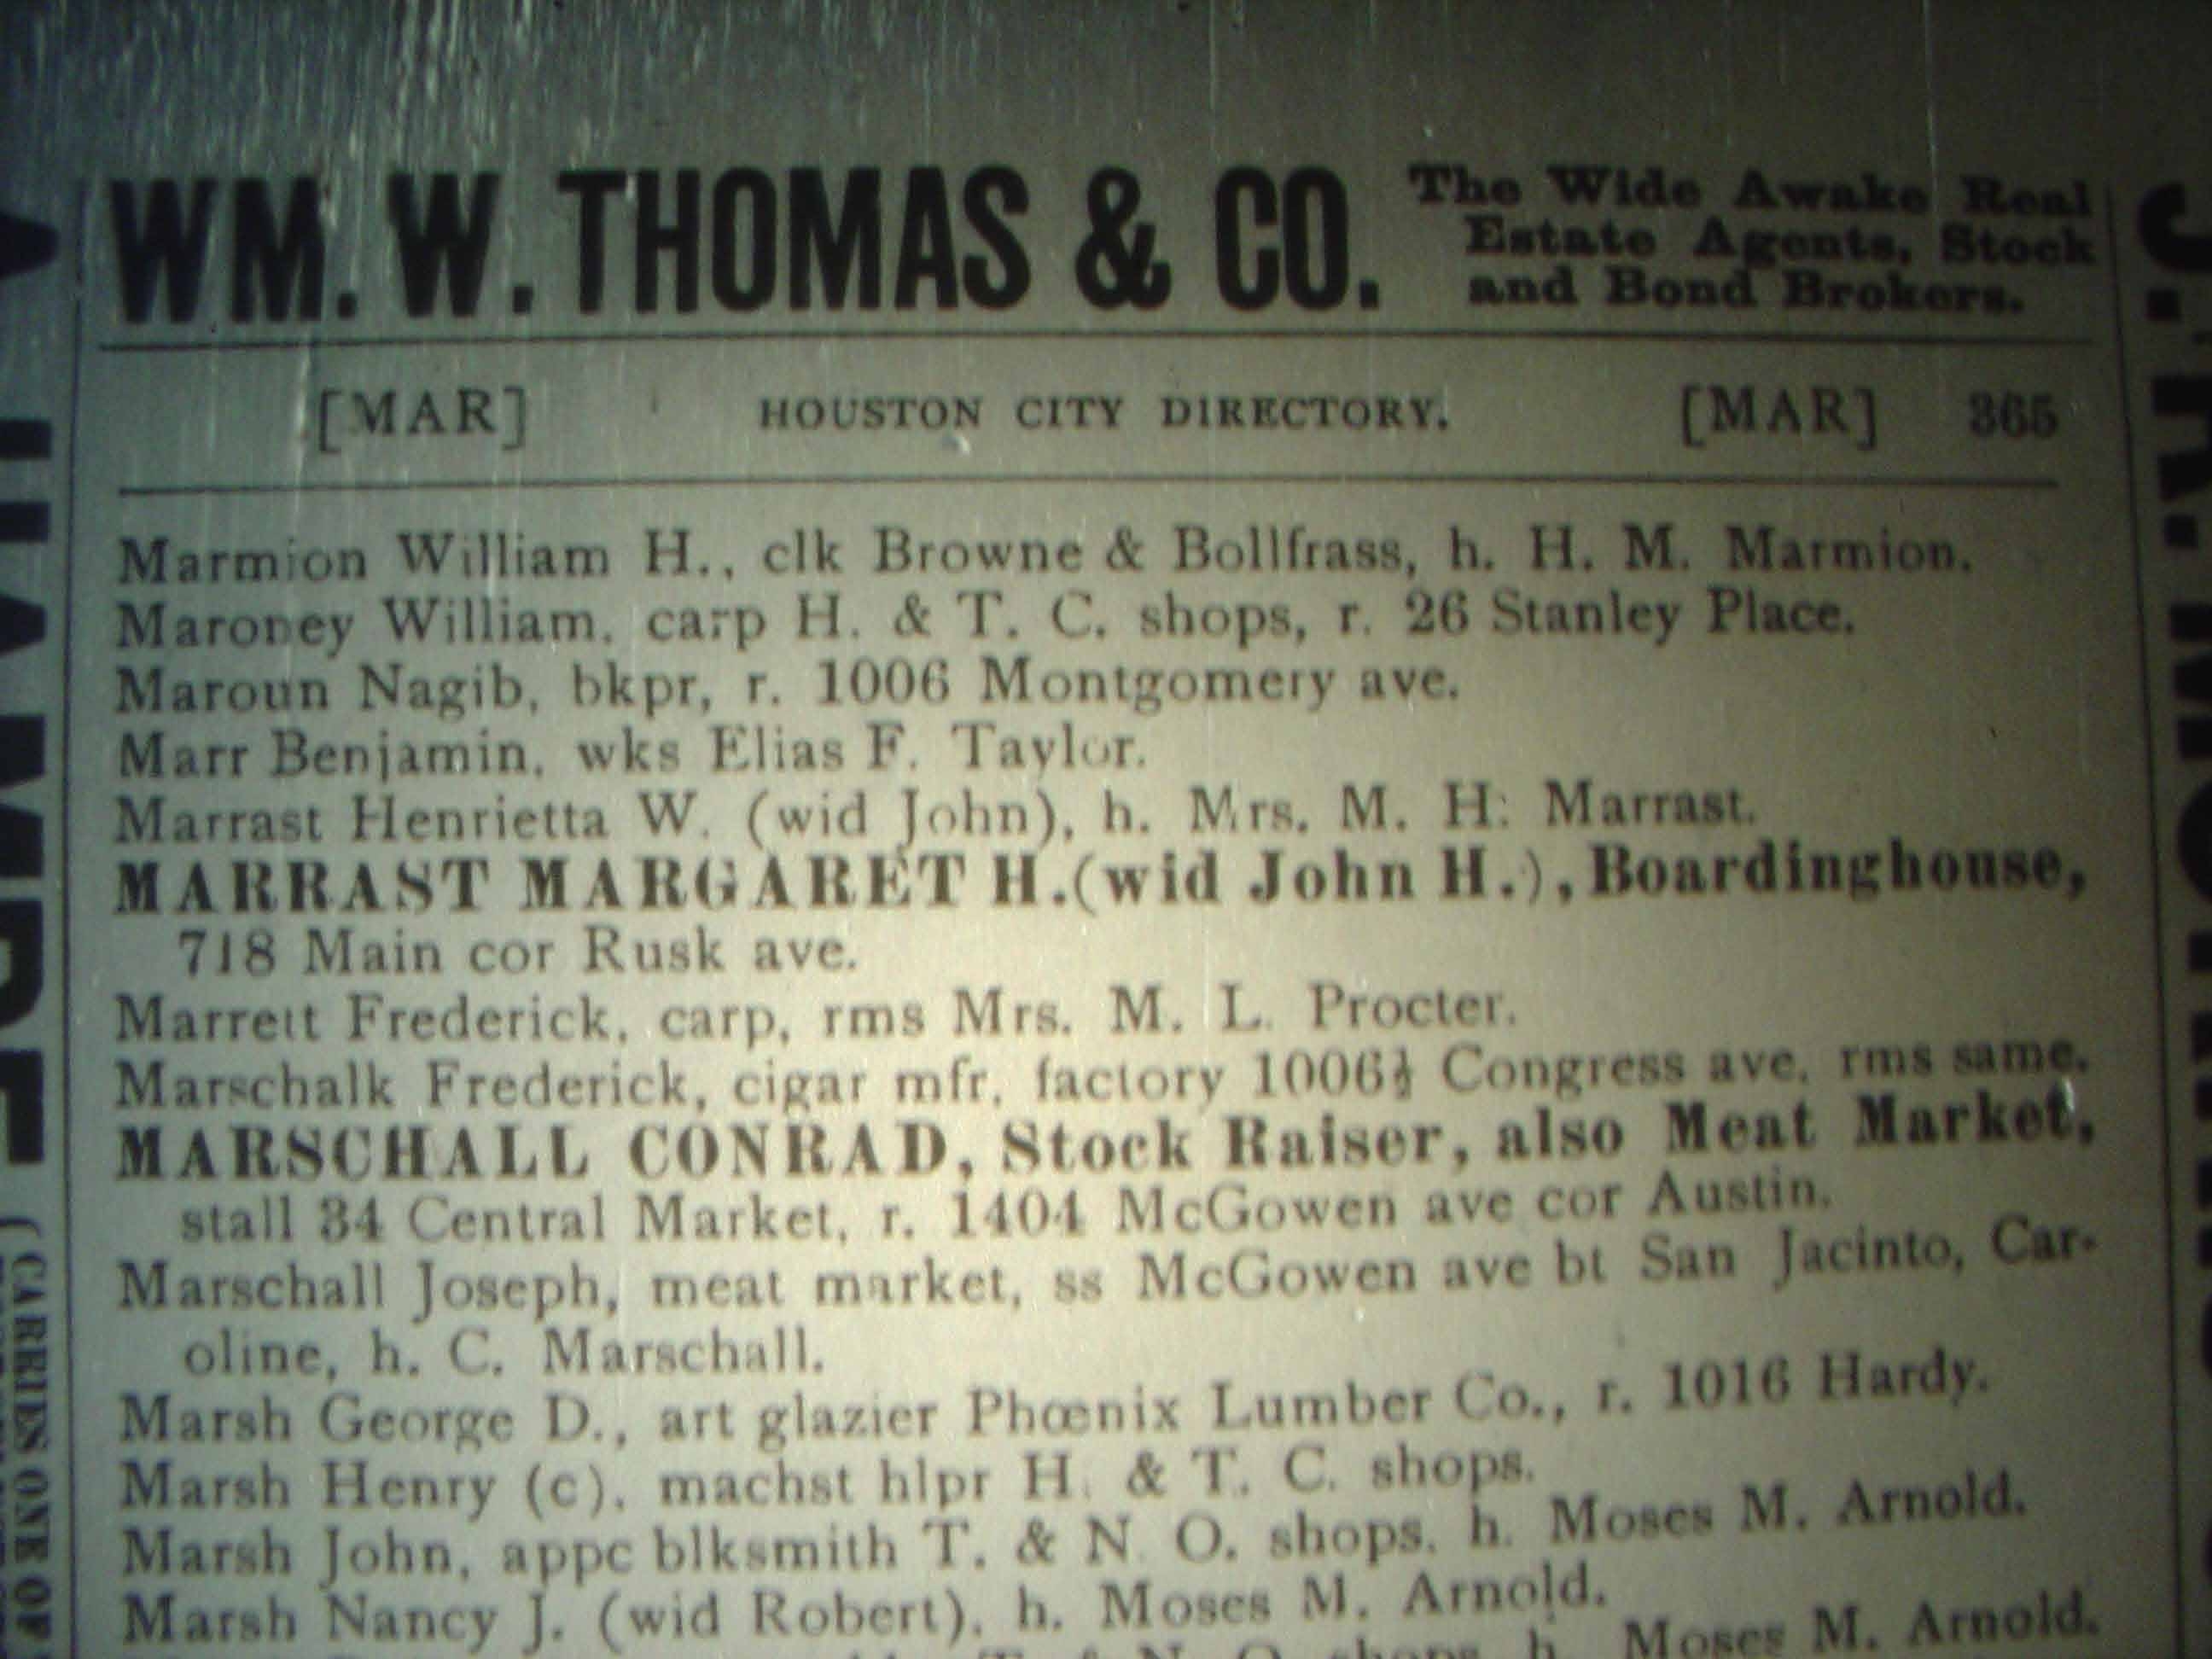 WM. W. THOMAS & CO.
The Wide Awake Real
Estate Agents, Stock
and Bond Brokers.
[MAR] HOUSTON CITY DIRECTORY. [MAR] 365
Marmion William H., clk Browne & Bollfrass, h. H. M. Marmion.
Maroney William, carp H. & T. C. shops, r. 26 Stanley Place.
Maroun Nagib, bkpr, r. 1006 Montgomery ave.
Marr Benjamin, wks Elias F. Taylor.
Marrast Henrietta W. (wid John), h. Mrs. M. H. Marrast.
MARRAST MARGARET H. (wid John H.), Boardinghouse,
718 Main cor Rusk ave.
Marrett Frederick, carp, rms Mrs. M. L. Procter.
Marschalk Frederick, cigar mfr, factory 1006½ Congress ave, rms same.
MARSCHALL CONRAD, Stock Raiser, also Meat Market,
stall 34 Central Market, r. 1404 McGowen ave cor Austin.
Marschall Joseph, meat market, ss McGowen ave bt San Jacinto, Car-
oline, h. C. Marschall.
Marsh George D., art glazier Phœnix Lumber Co., r. 1016 Hardy.
Marsh Henry (c), machst hlpr H. & T. C. shops.
Marsh John, appc blksmith T. & N. O. shops, h. Moses M. Arnold.
Marsh Nancy J. (wid Robert), h. Moses M. Arnold.
T. & N. O. shops, h. Moses M. Arnold.
(CARRIES ONE OF